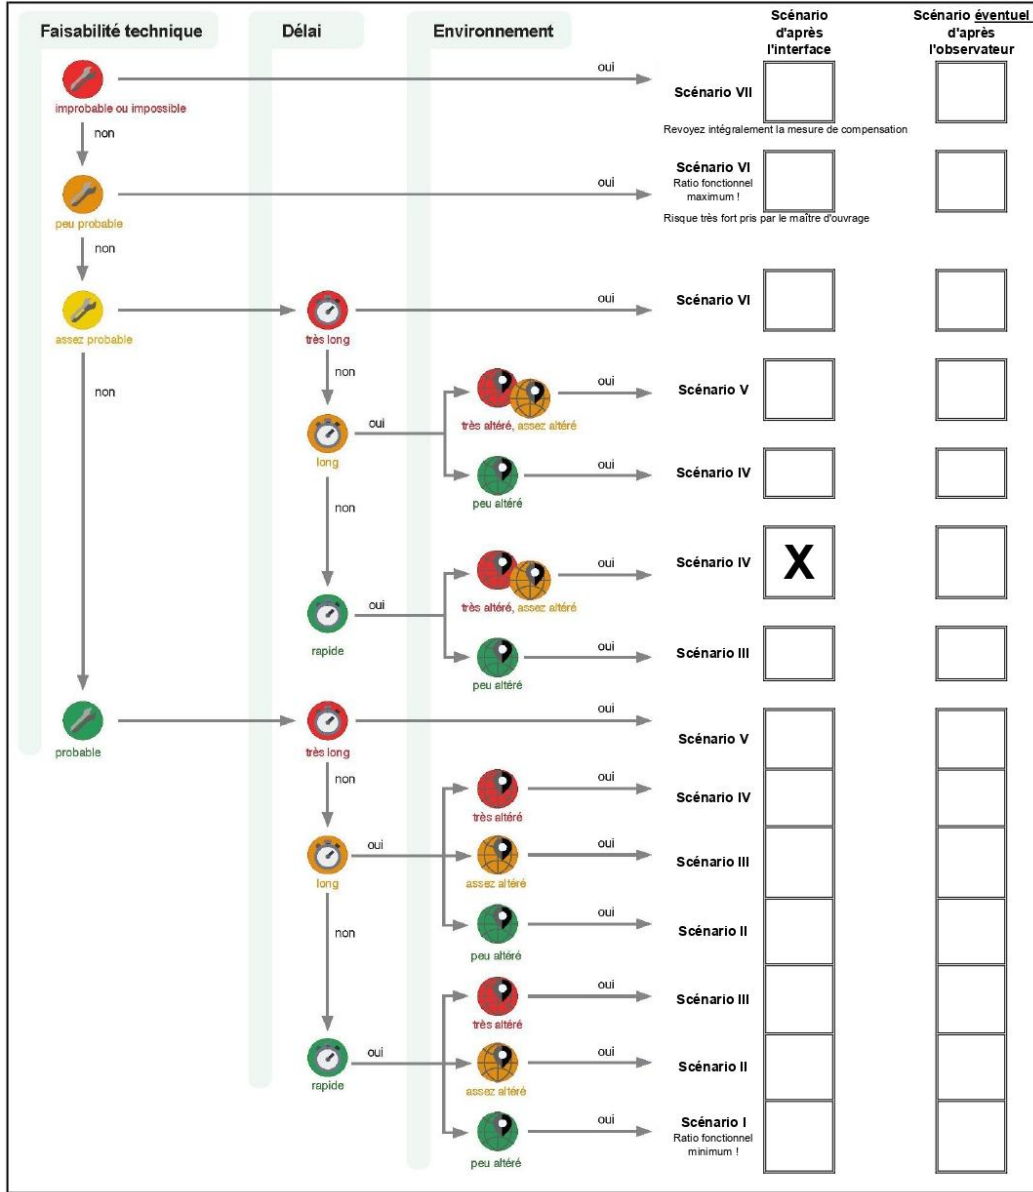 Faisabilité technique
Délai
Environnement
Scénario
d'après
l'interface
Scénario éventuel
d'après
l'observateur
oui
Scénario VII
improbable ou impossible
Revoyez intégralement la mesure de compensation
non
oui
Scénario VI
Ratio fonctionnel
maximum !
peu probable
Risque très fort pris par le maître d'ouvrage
non
oui
Scénario VI
assez probable
très long
non
non
oui
Scénario V
oui
très altéré, assez altéré
long
oui
Scénario IV
peu altéré
non
oui
Scénario IV
X
oui
très altéré, assez altéré
rapide
oui
Scénario III
peu altéré
oui
Scénario V
probable
très long
non
oui
Scénario IV
très altéré
oui
oui
Scénario III
long
assez altéré
oui
Scénario II
non
peu altéré
oui
Scénario III
très altéré
oui
oui
Scénario II
rapide
assez altéré
oui
Scénario I
Ratio fonctionnel
minimum !
peu altéré